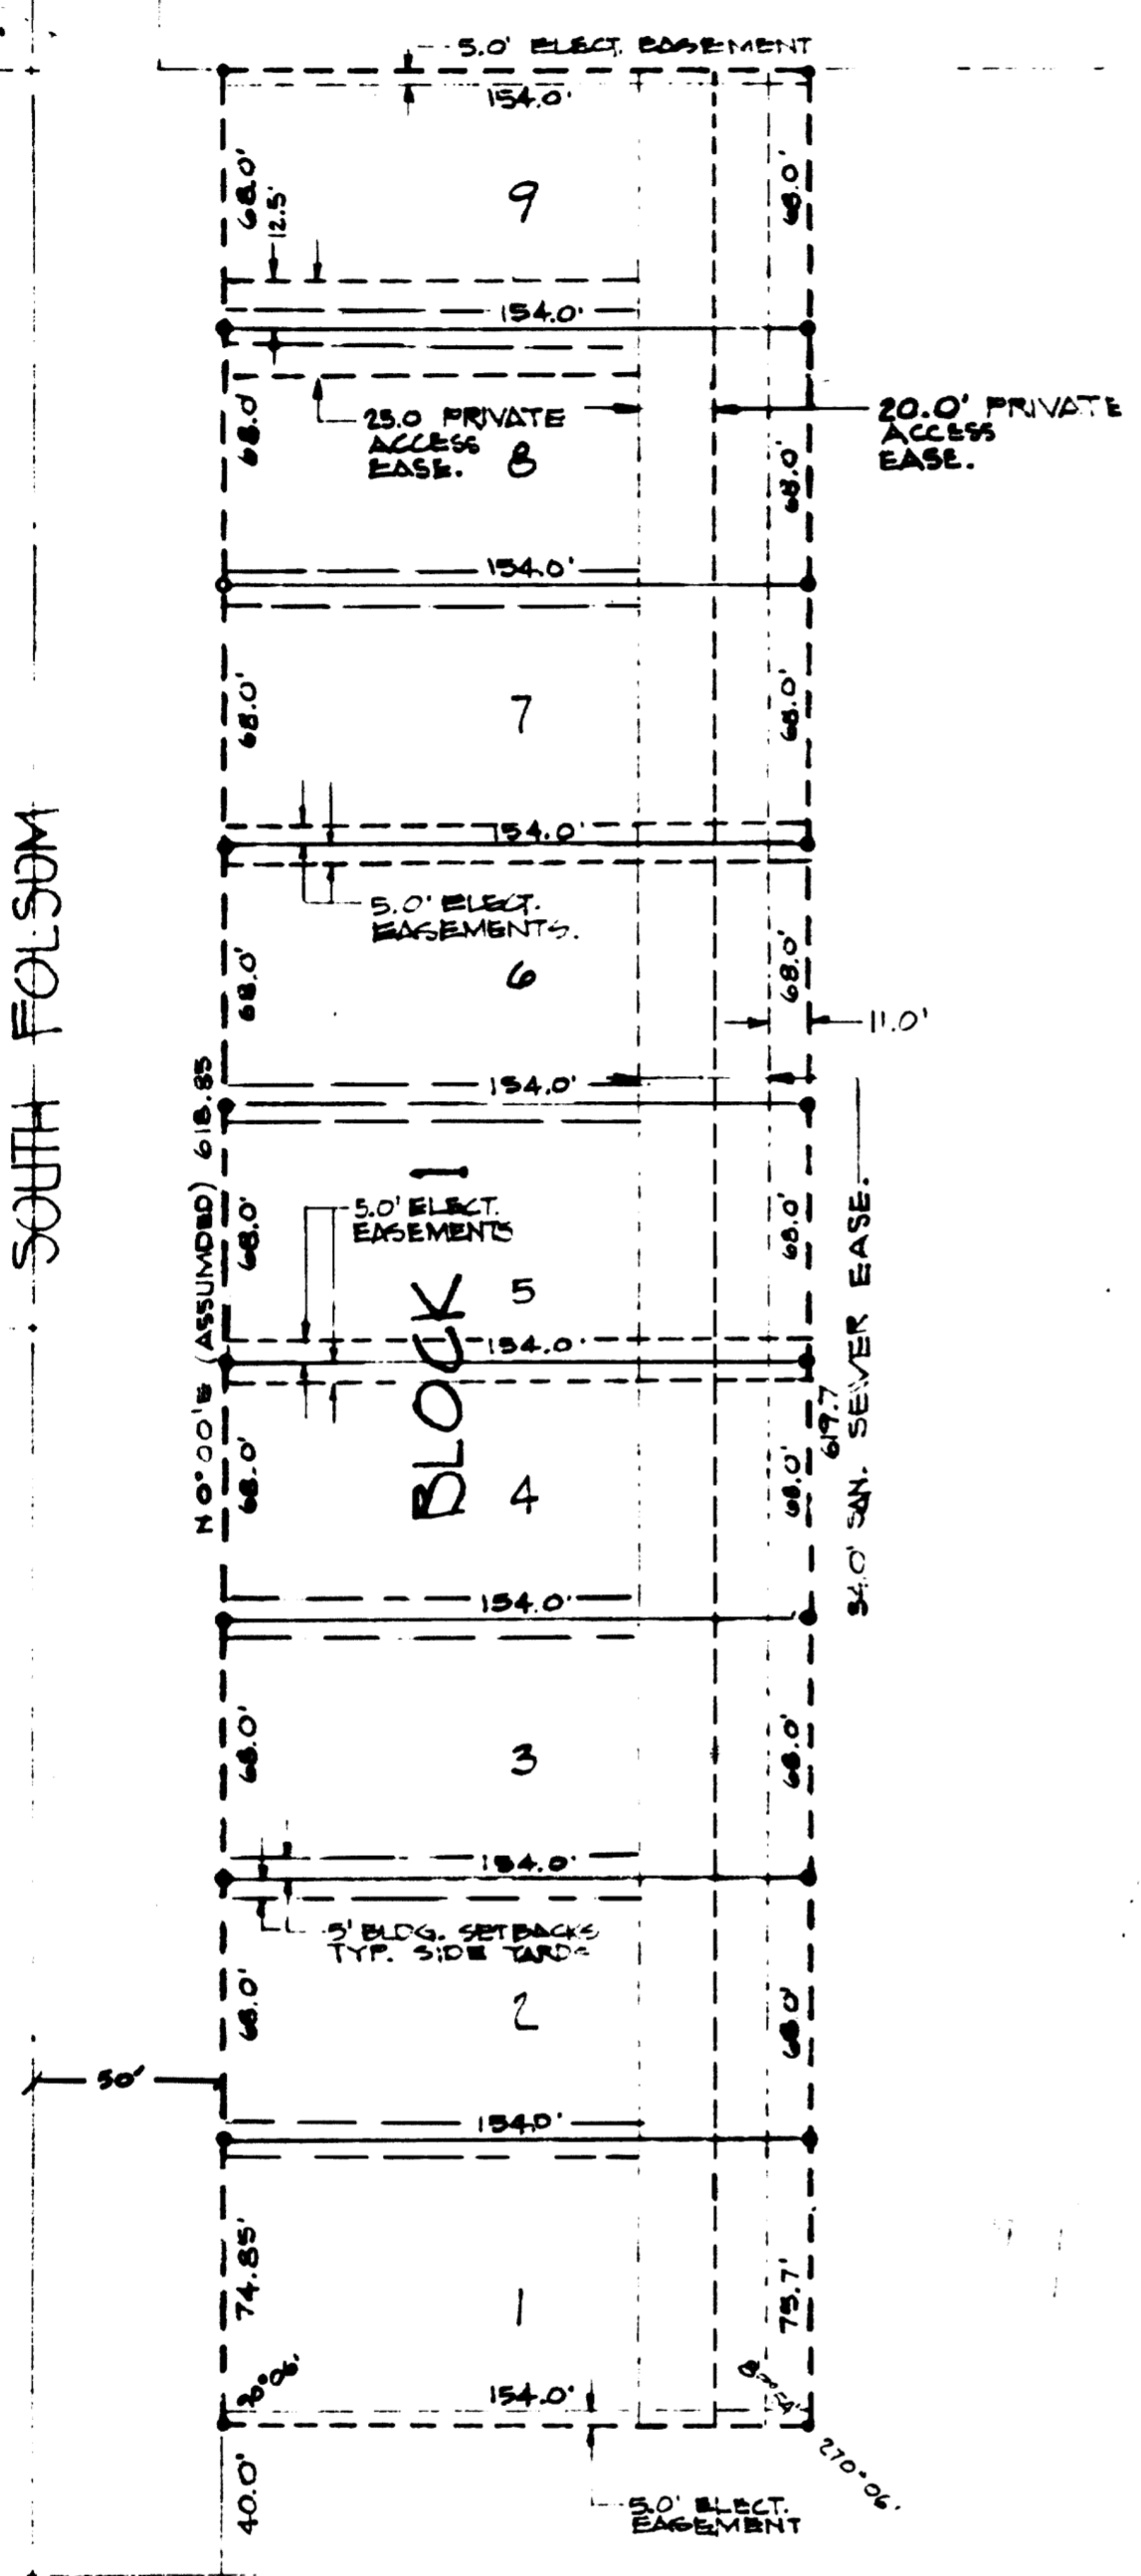 5.0' ELECT. EASEMENT
154.0'
68.0'
12.5'
9
68.0'
154.0'
68.0'
25.0 PRIVATE
ACCESS
EASE.
8
20.0' PRIVATE
ACCESS
EASE.
68.0'
154.0'
68.0'
7
68.0'
154.0'
5.0' ELECT.
EASEMENTS.
68.0'
6
68.0'
11.0'
154.0'
SOUTH FOLSOM
N 0°00'E (ASSUMDED) 618.85
68.0'
5.0' ELECT.
EASEMENTS
BLOCK 1
5
68.0'
154.0'
68.0'
4
68.0'
619.7
34.0' SAN. SEWER EASE.
154.0'
68.0'
3
68.0'
154.0'
5' BLDG. SETBACKS
TYP. SIDE YARDS
68.0'
2
68.0'
50'
154.0'
74.85'
1
75.7'
154.0'
270°06'
40.0'
5.0' ELECT.
EASEMENT